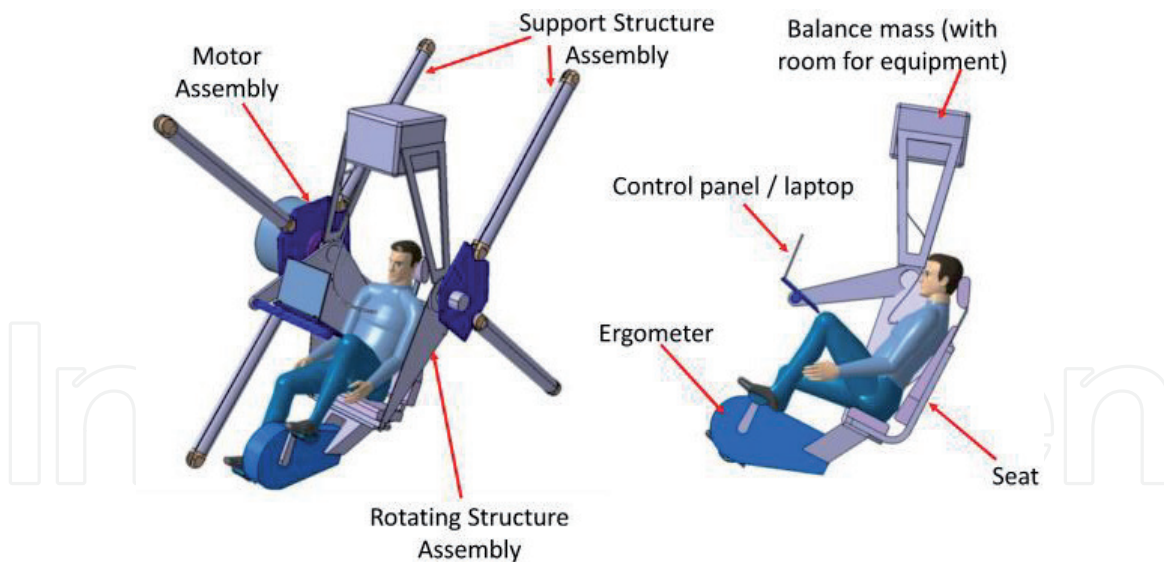 Support Structure
Assembly
Motor
Assembly
Balance mass (with
room for equipment)
Control panel / laptop
Ergometer
Seat
Rotating Structure
Assembly